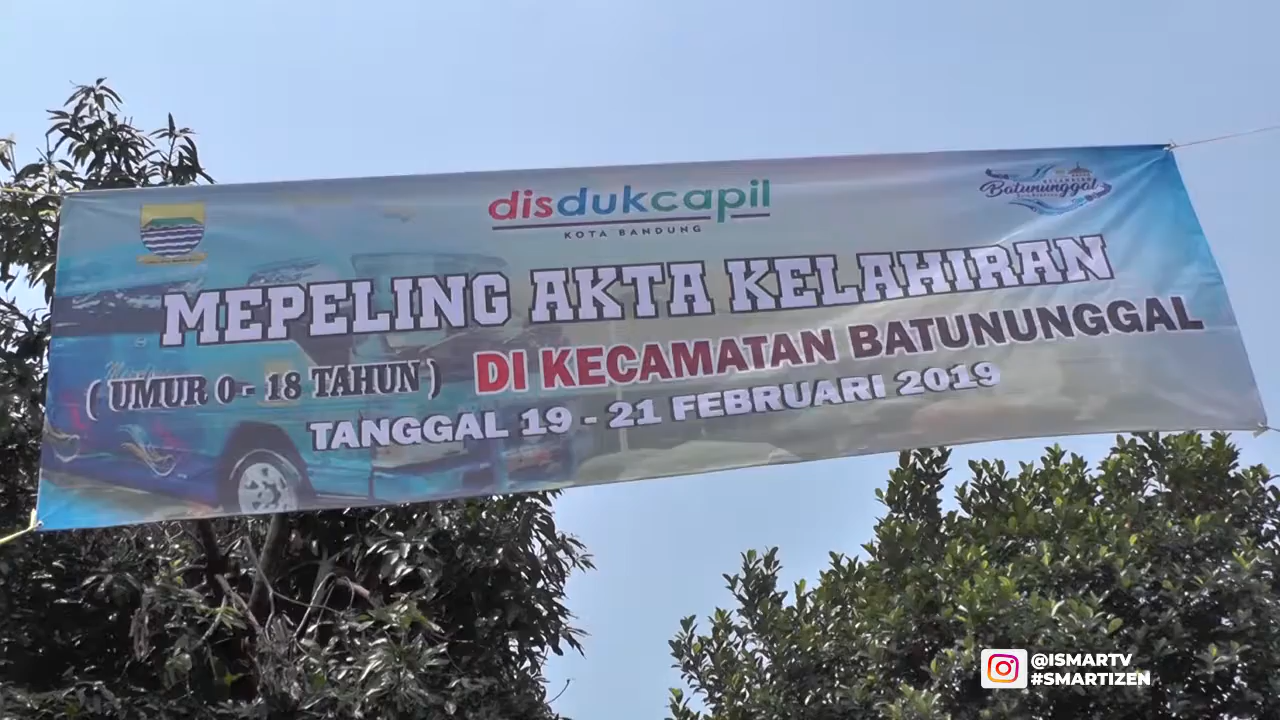 disdukcapil
KOTA BANDUNG
Batununggal
MEPELING AKTA KELAHIRAN
( UMUR 0 - 18 TAHUN ) DI KECAMATAN BATUNUNGGAL
TANGGAL 19 - 21 FEBRUARI 2019
@ISMARTV
#SMARTIZEN